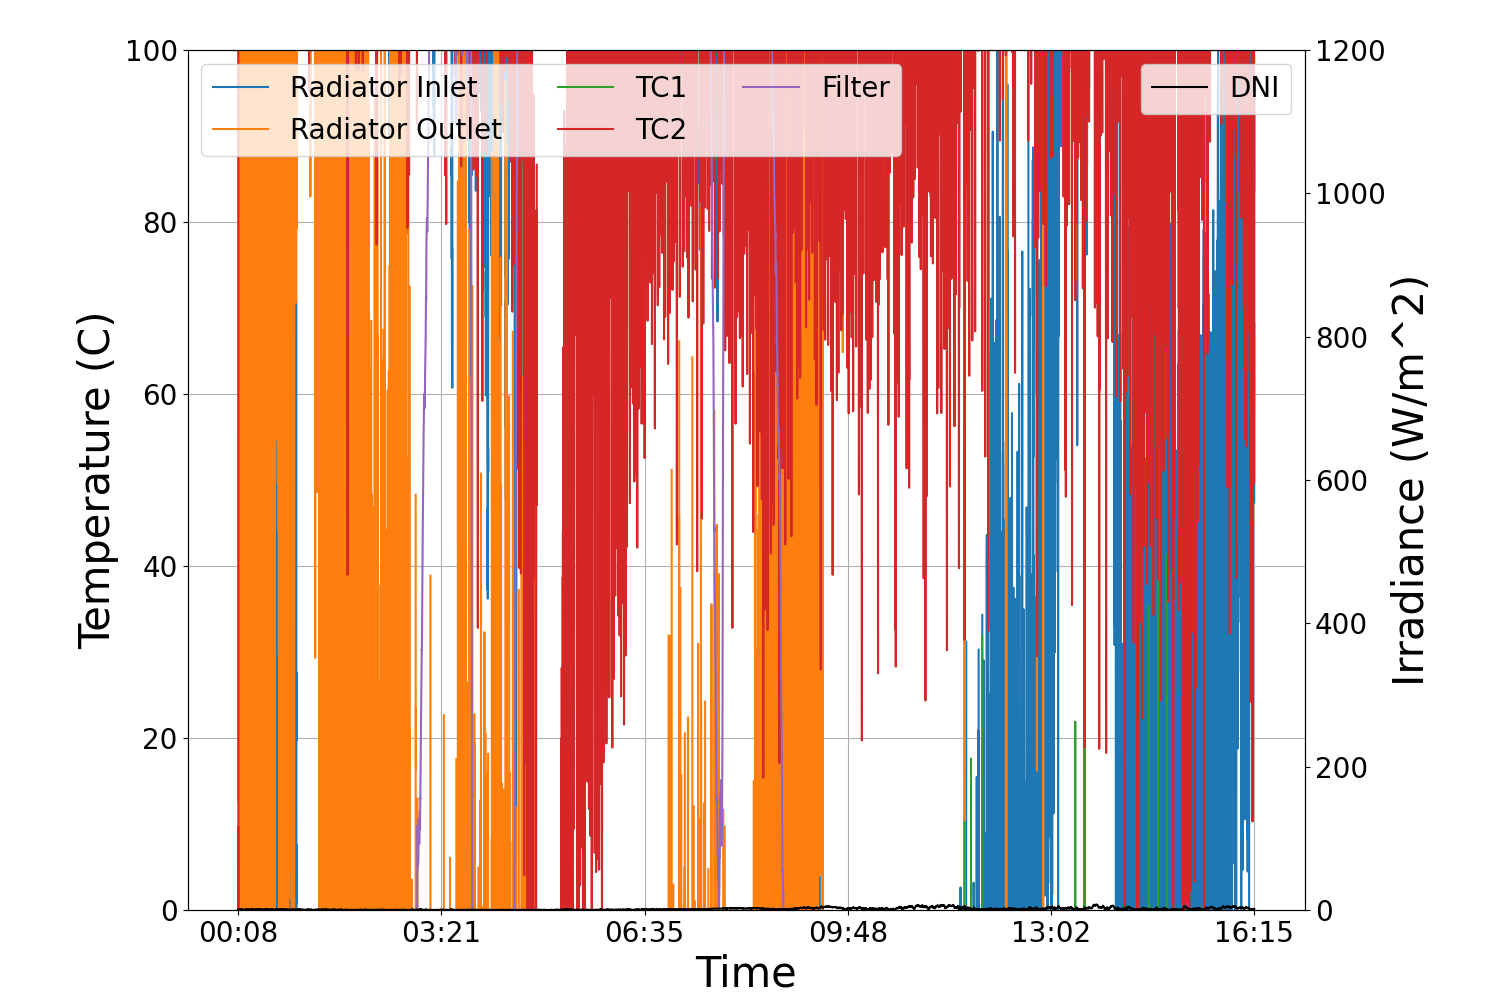 100
80
60
40
20
0
Temperature (C)
Radiator Inlet
Radiator Outlet
TC1
TC2
Filter
DNI
1200
1000
800
600
400
200
0
Irradiance (W/m^2)
00:08 03:21 06:35 09:48 13:02 16:15
Time